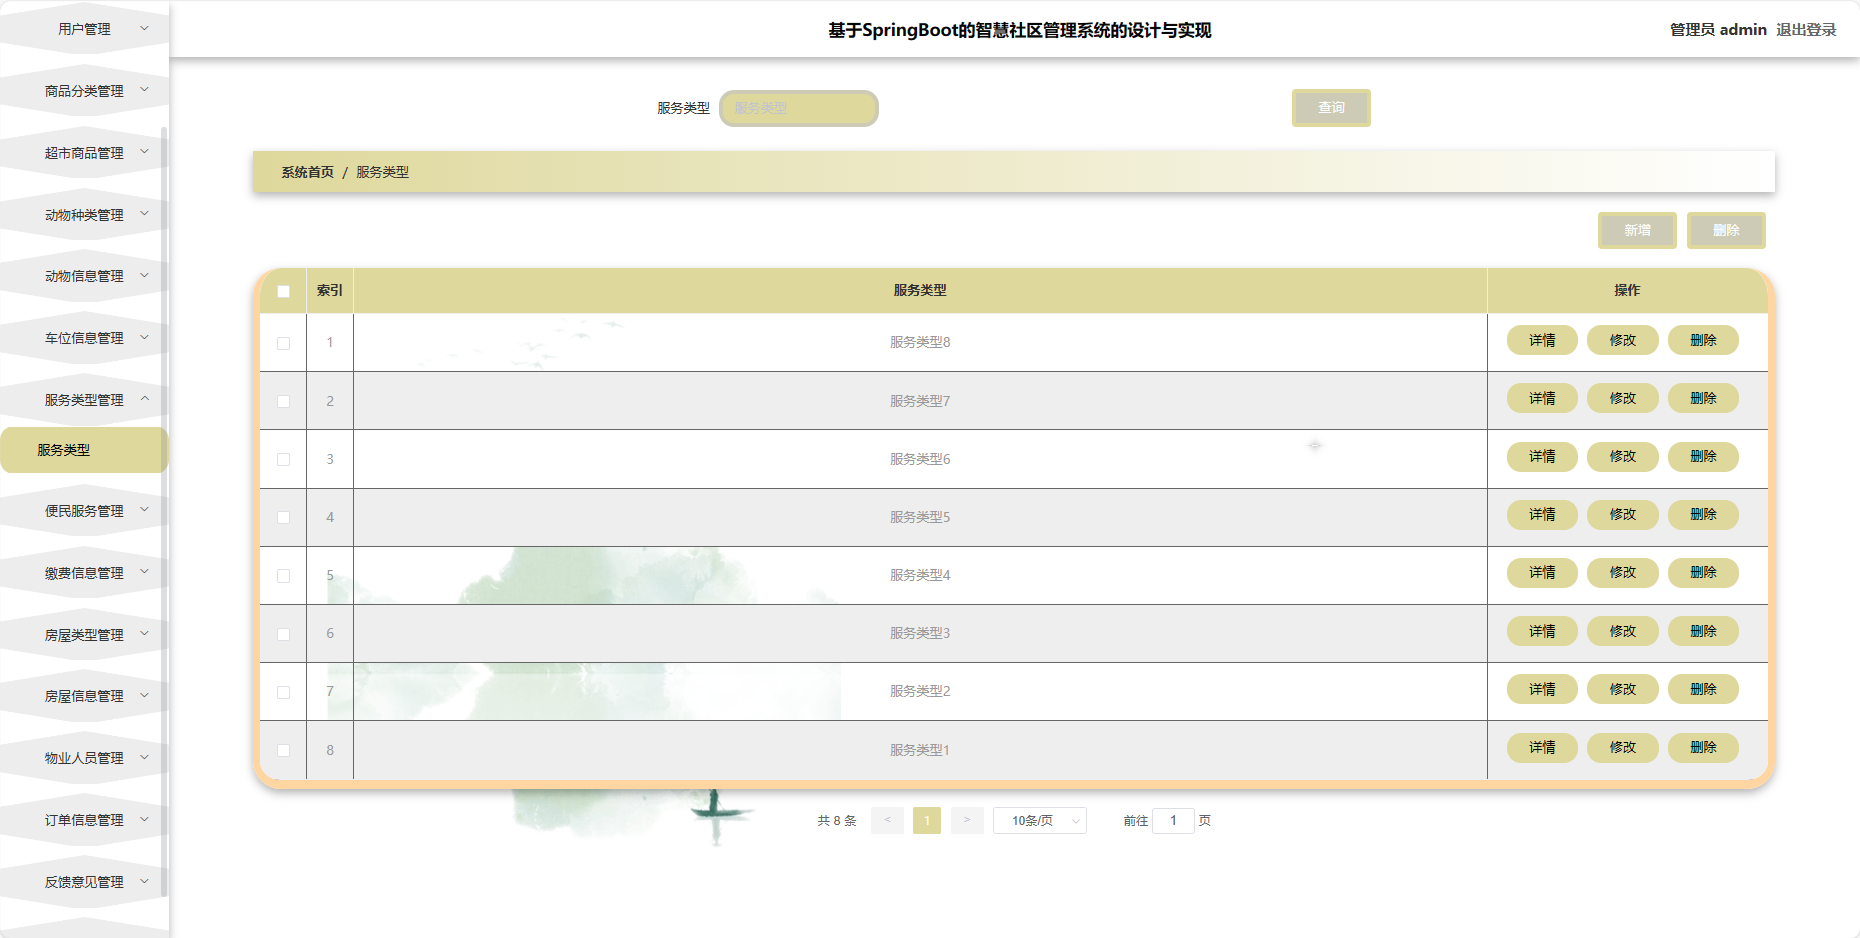 基于SpringBoot的智慧社区管理系统的设计与实现
管理员 admin 退出登录
用户管理
商品分类管理
超市商品管理
动物种类管理
动物信息管理
车位信息管理
服务类型管理
服务类型
便民服务管理
缴费信息管理
房屋类型管理
房屋信息管理
物业人员管理
订单信息管理
反馈意见管理
服务类型 服务类型 查询
系统首页 / 服务类型
新增 删除
索引 服务类型 操作
1 服务类型8 详情 修改 删除
2 服务类型7 详情 修改 删除
3 服务类型6 详情 修改 删除
4 服务类型5 详情 修改 删除
5 服务类型4 详情 修改 删除
6 服务类型3 详情 修改 删除
7 服务类型2 详情 修改 删除
8 服务类型1 详情 修改 删除
共 8 条 < 1 > 10条/页 前往 1 页